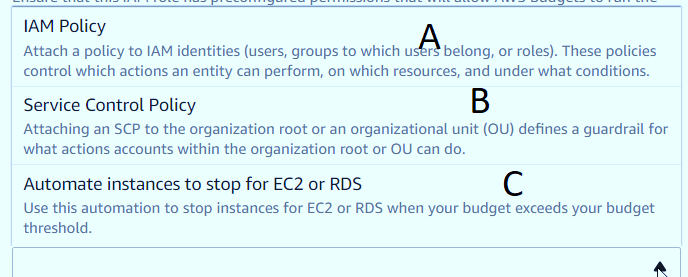 Ensure that this IAM role has preconfigured permissions that will allow AWS Budgets to run the
IAM Policy
A
Attach a policy to IAM identities (users, groups to which users belong, or roles). These policies
control which actions an entity can perform, on which resources, and under what conditions.
Service Control Policy
B
Attaching an SCP to the organization root or an organizational unit (OU) defines a guardrail for
what actions accounts within the organization root or OU can do.
Automate instances to stop for EC2 or RDS
C
Use this automation to stop instances for EC2 or RDS when your budget exceeds your budget
threshold.